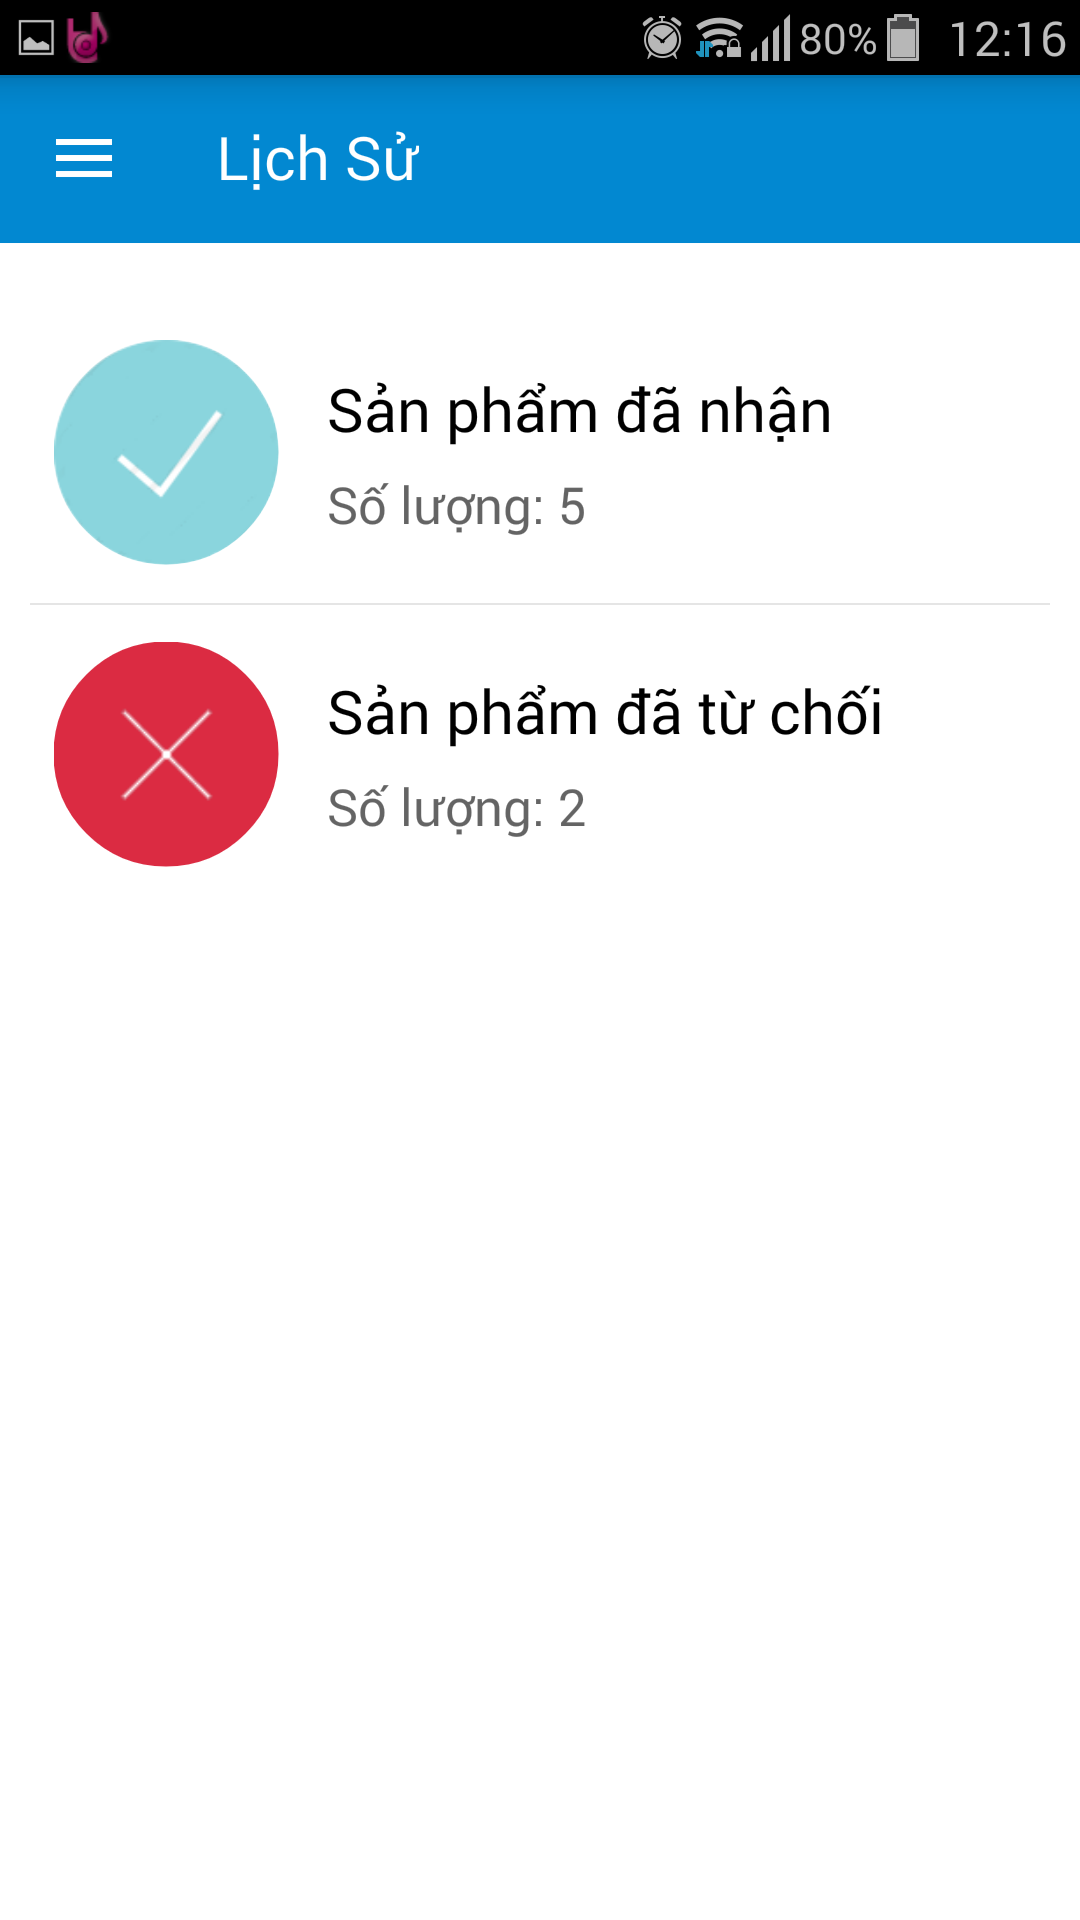 80% 12:16
Lịch Sử
Sản phẩm đã nhận
Số lượng: 5
Sản phẩm đã từ chối
Số lượng: 2